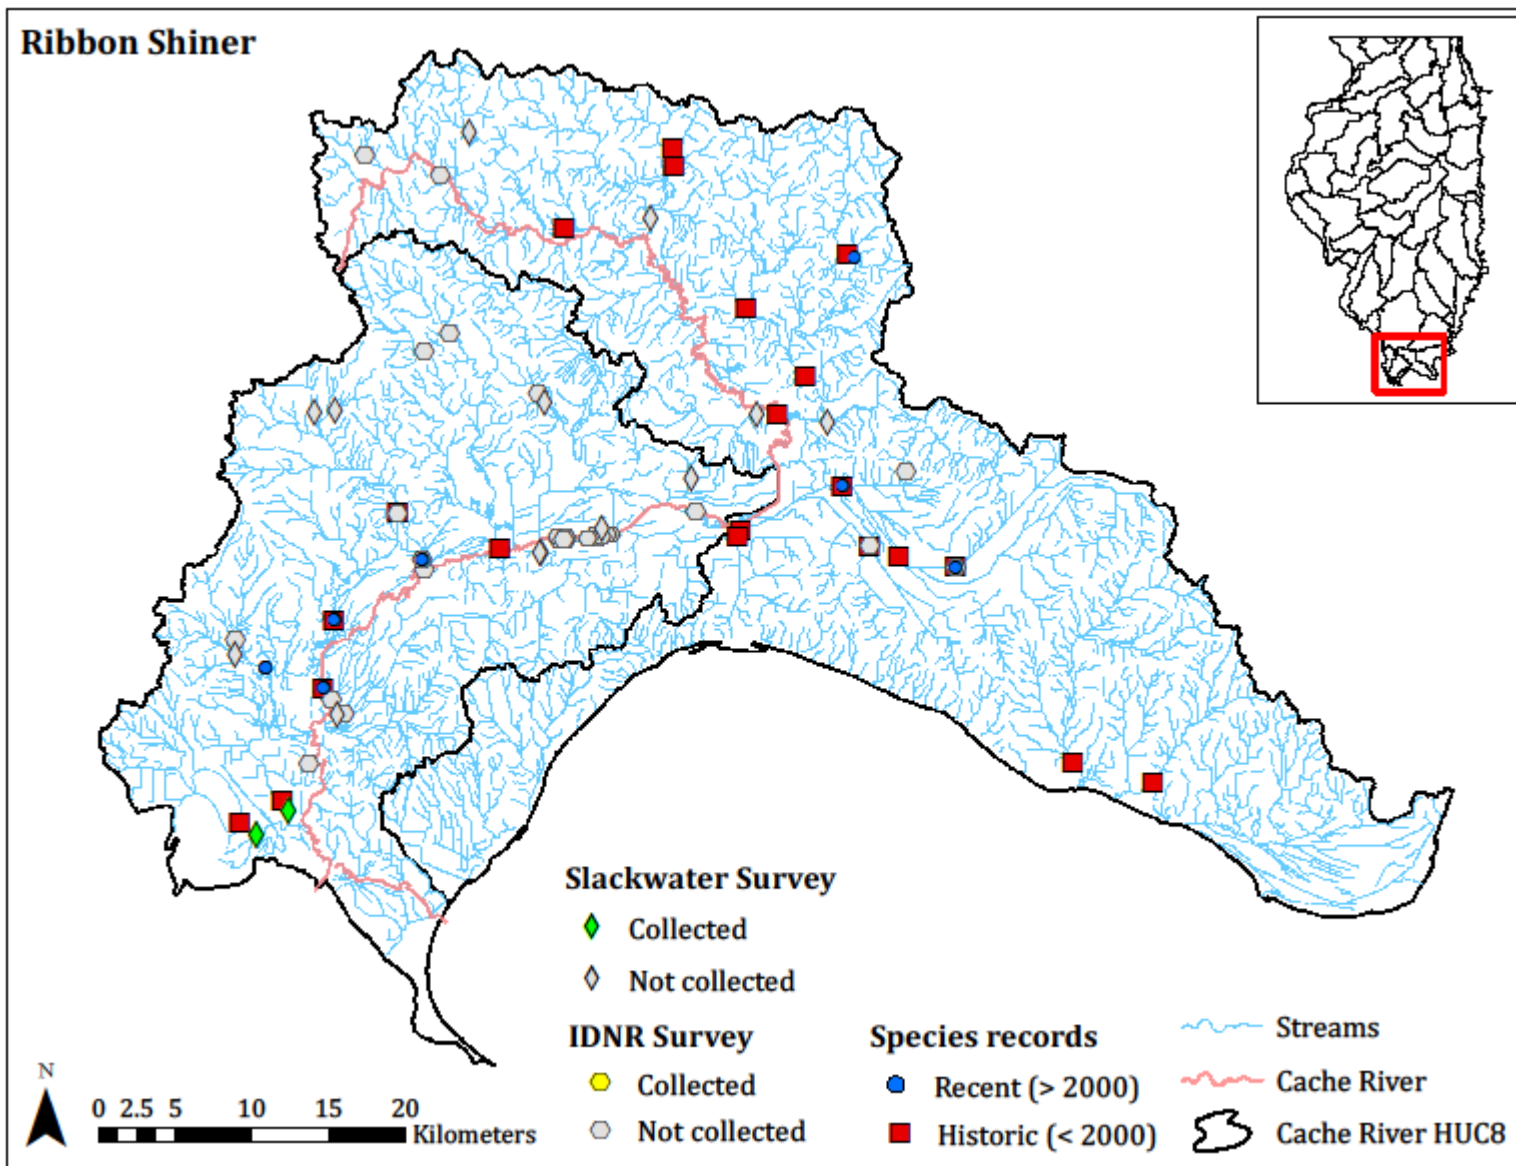 Ribbon Shiner
Slackwater Survey
Collected
Not collected
IDNR Survey
Collected
Not collected
Species records
Recent (> 2000)
Historic (< 2000)
Streams
Cache River
Cache River HUC8
N
0 2.5 5 10 15 20
Kilometers